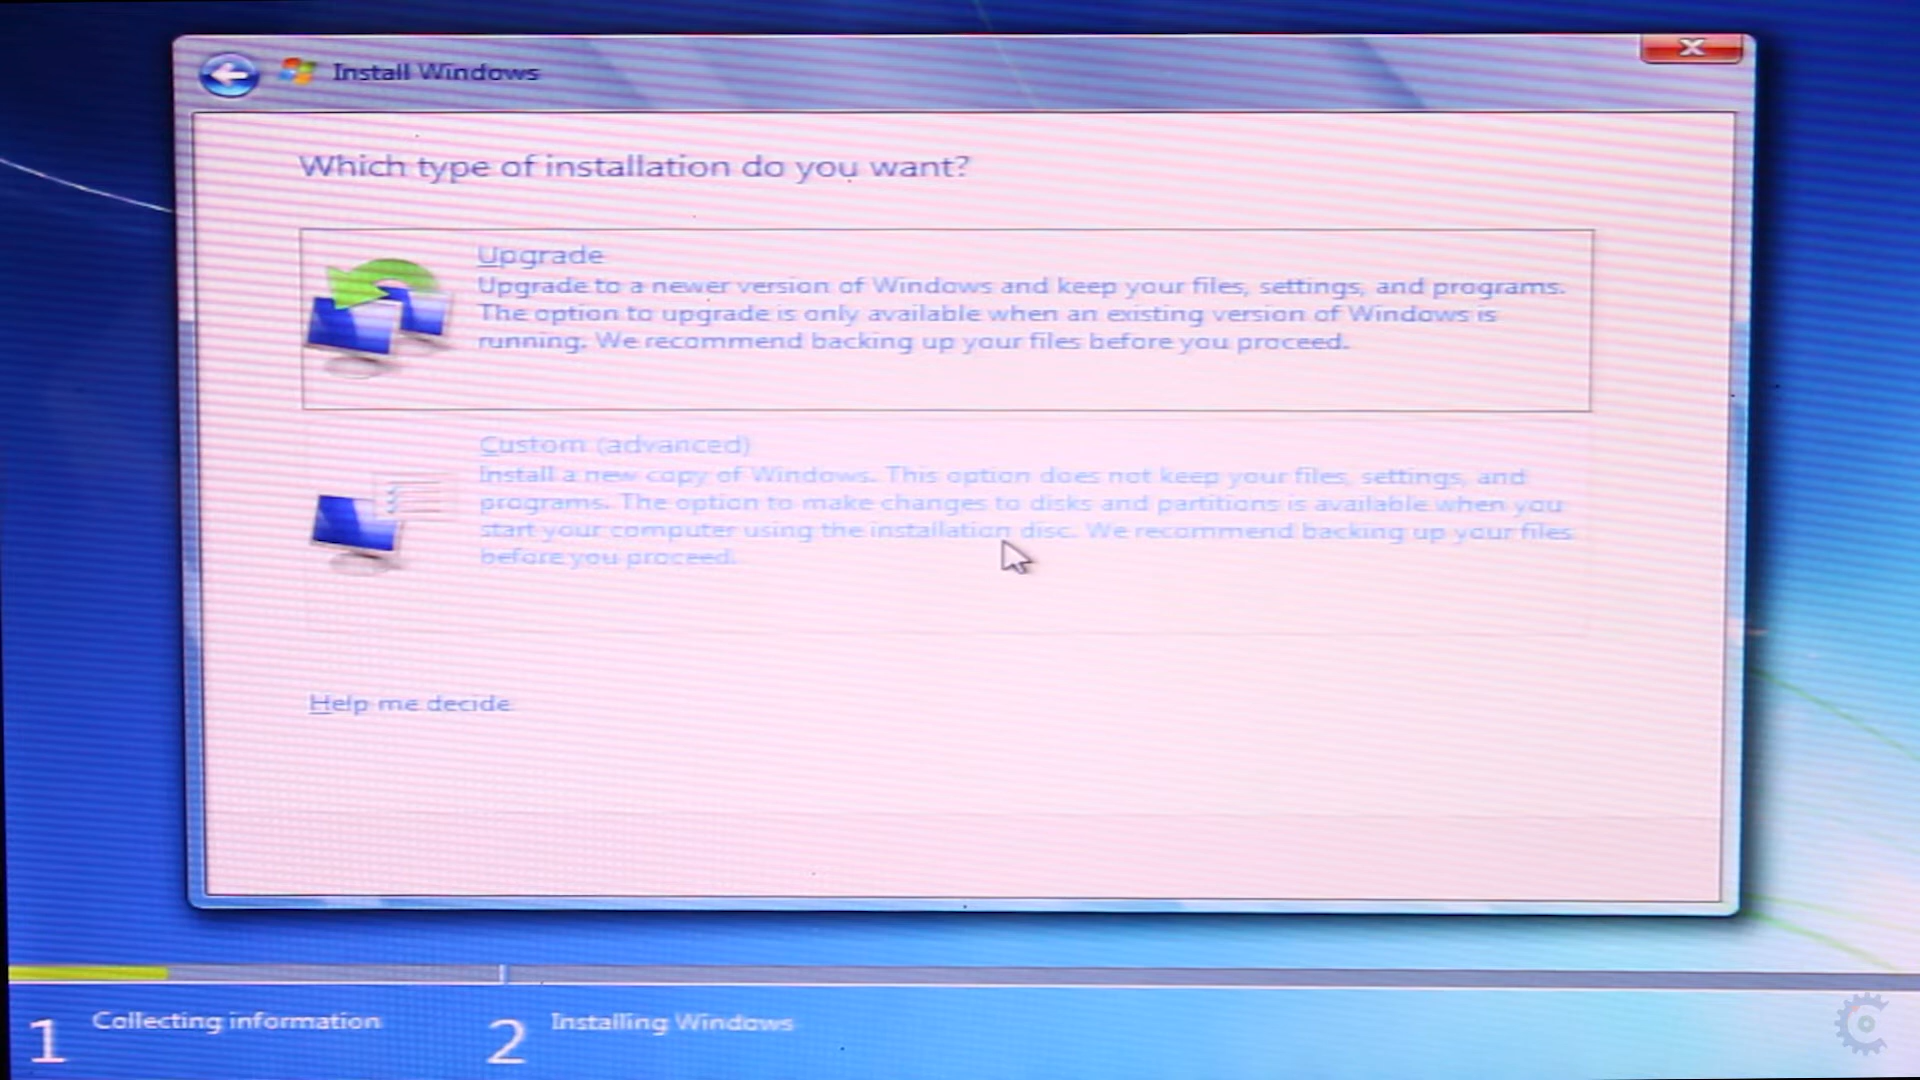 Install Windows
Which type of installation do you want?
Upgrade
Upgrade to a newer version of Windows and keep your files, settings, and programs.
The option to upgrade is only available when an existing version of Windows is
running. We recommend backing up your files before you proceed.
Custom (advanced)
Install a new copy of Windows. This option does not keep your files, settings, and
programs. The option to make changes to disks and partitions is available when you
start your computer using the installation disc. We recommend backing up your files
before you proceed.
Help me decide
1 Collecting information
2 Installing Windows